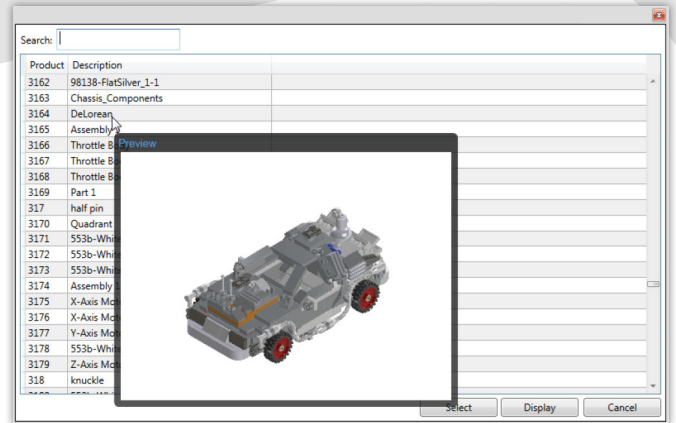 Search:
Product Description
3162 98138-FlatSilver_1-1
3163 Chassis_Components
3164 DeLorean
3165 Assembly
3166 Throttle
Preview
3167 Throttle
3168 Throttle
3169 Part 1
317 half pin
3170 Quadrant
3171 553b-White
3172 553b-White
3173 553b-White
3174 Assembly 1
3175 X-Axis
3176 X-Axis
3177 Y-Axis
3178 553b-White
3179 Z-Axis
318 knuckle
Select Display Cancel